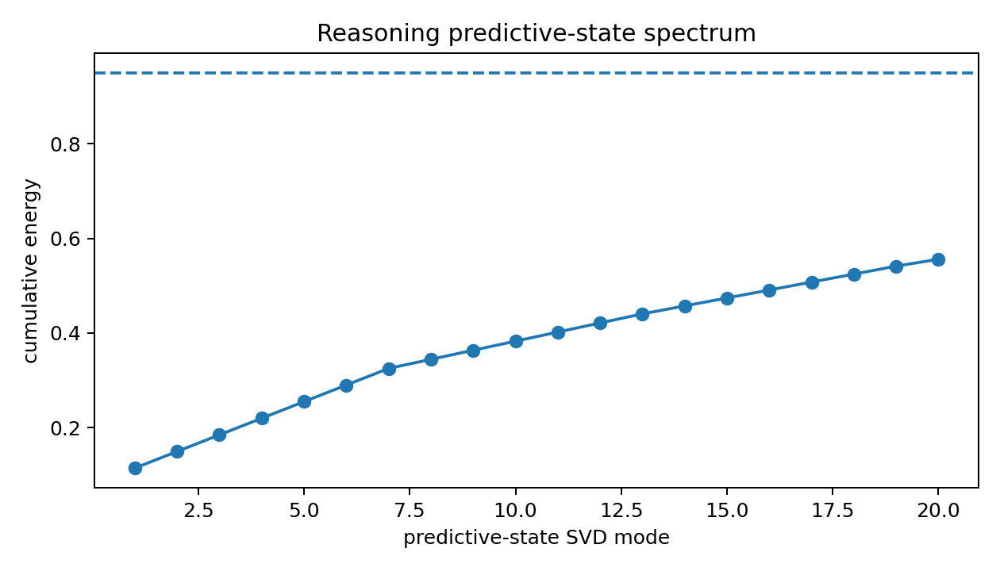 Reasoning predictive-state spectrum
cumulative energy
0.8
0.6
0.4
0.2
2.5 5.0 7.5 10.0 12.5 15.0 17.5 20.0
predictive-state SVD mode